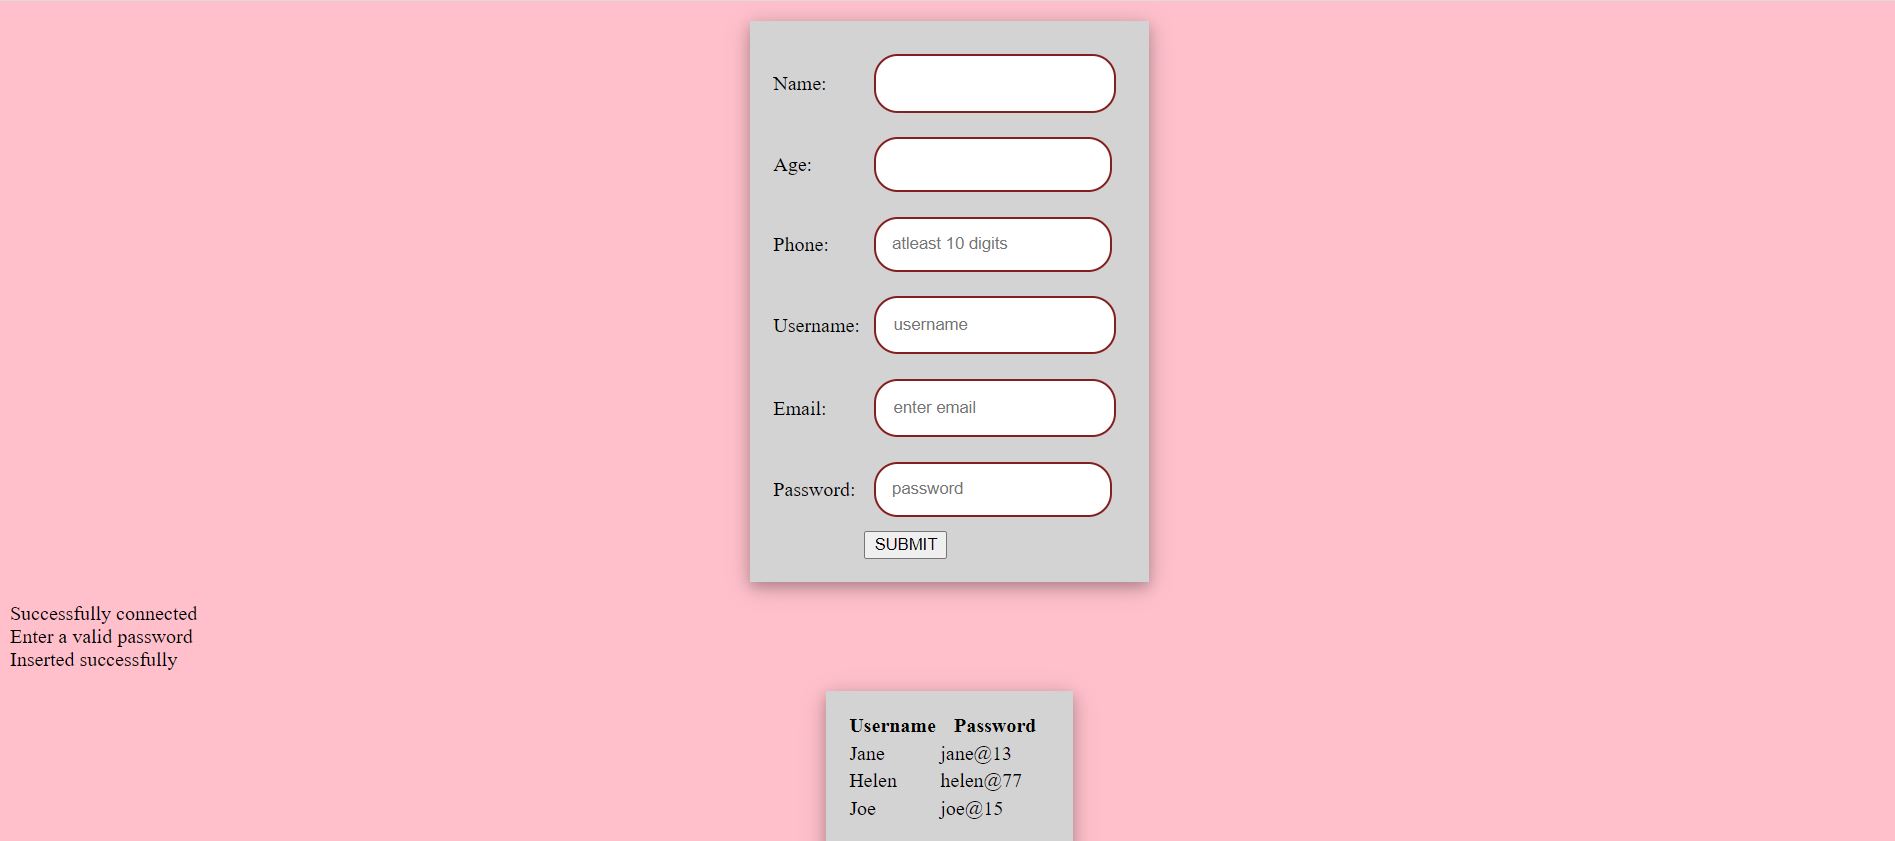 Name:
Age:
Phone: atleast 10 digits
Username: username
Email: enter email
Password: password
SUBMIT
Successfully connected
Enter a valid password
Inserted successfully
Username Password
Jane jane@13
Helen helen@77
Joe joe@15